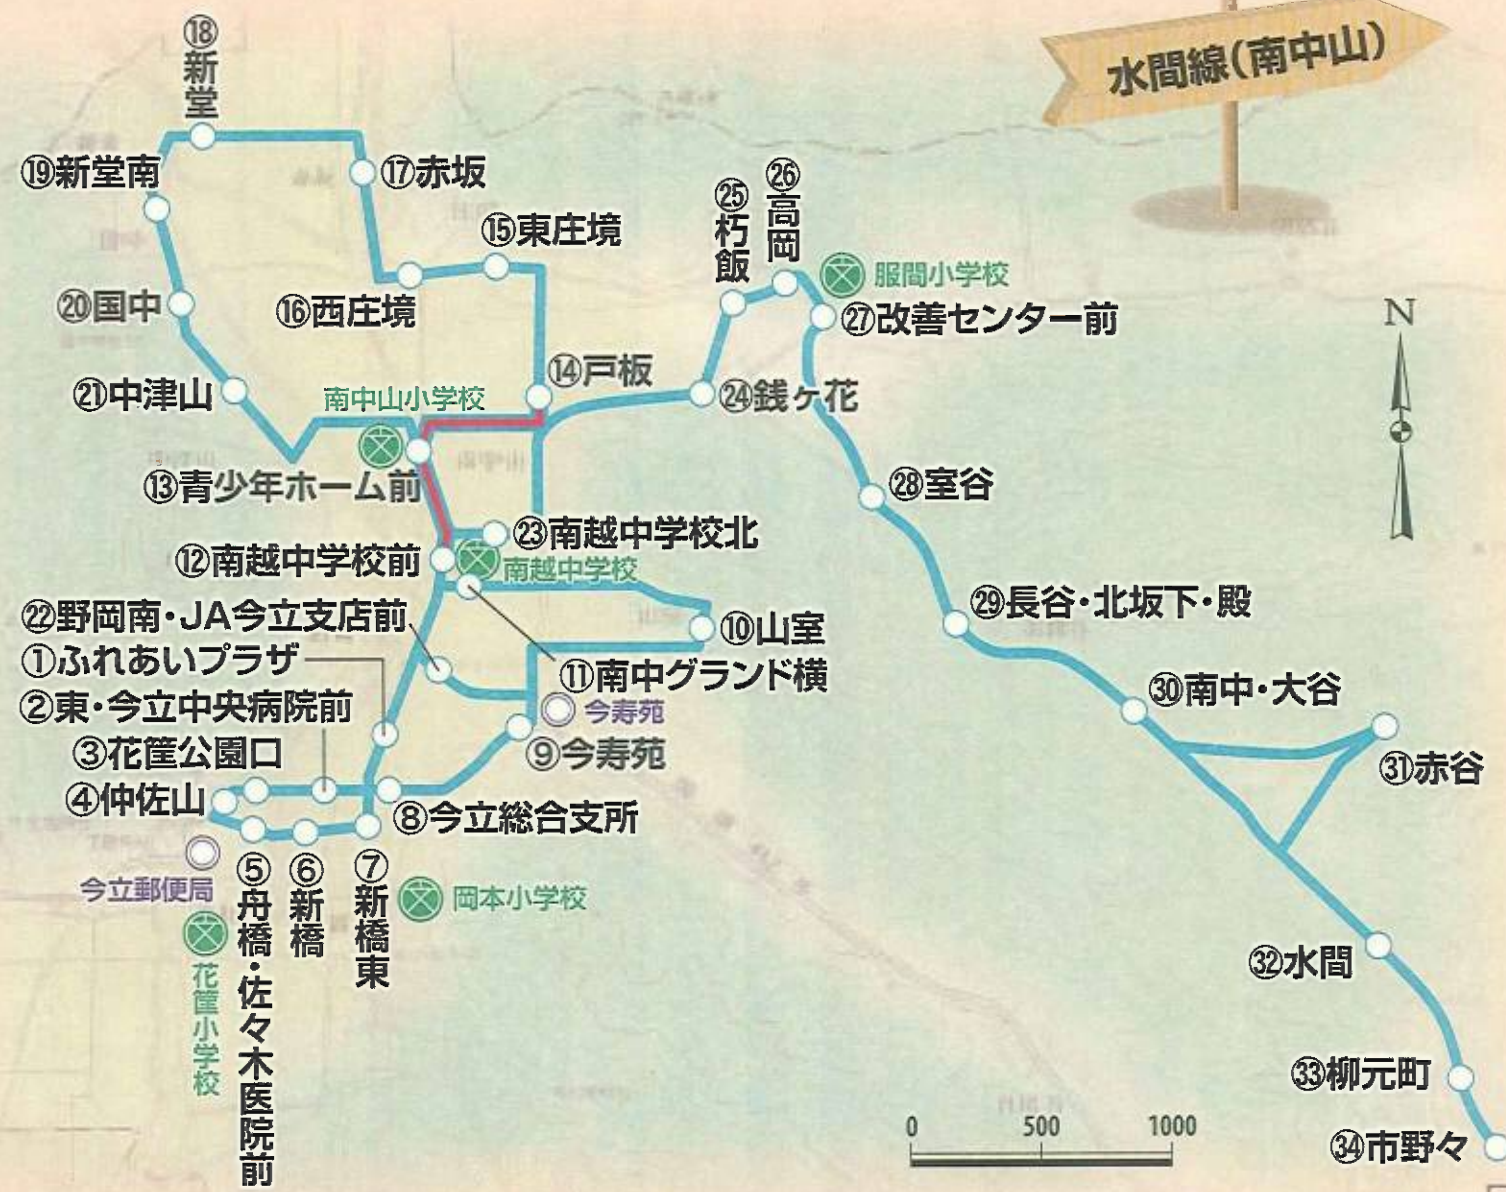 水間線(南中山)
⑱新堂
⑲新堂南
⑰赤坂
⑮東庄境
⑯西庄境
⑳国中
㉑中津山
⑭戸板
南中山小学校
⑬青少年ホーム前
㉕朽飯
㉖高岡
服間小学校
㉗改善センター前
㉔銭ヶ花
N
㉘室谷
㉓南越中学校北
⑫南越中学校前
南越中学校
㉒野岡南・JA今立支店前
①ふれあいプラザ
②東・今立中央病院前
③花筐公園口
④仲佐山
⑩山室
⑪南中グランド横
今寿苑
⑨今寿苑
⑧今立総合支所
㉙長谷・北坂下・殿
㉚南中・大谷
㉛赤谷
今立郵便局
⑤舟橋・佐々木医院前
⑥新橋
⑦新橋東
岡本小学校
花筐小学校
㉜水間
㉝柳元町
㉞市野々
0 500 1000